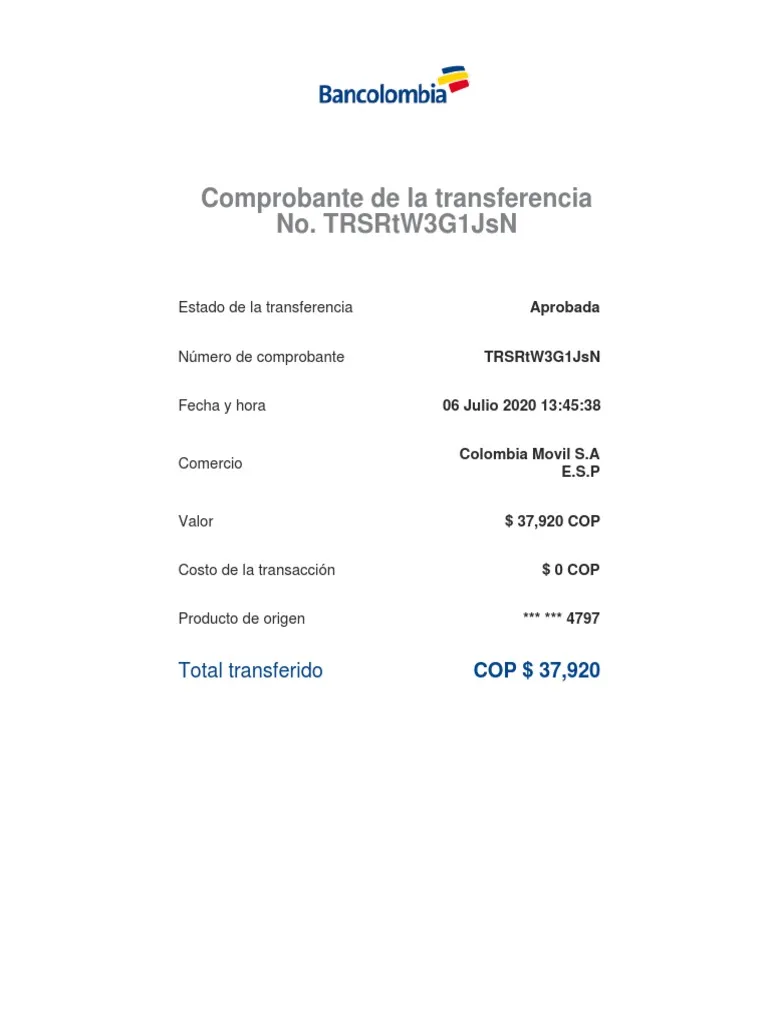 Bancolombia
Comprobante de la transferencia
No. TRSRtW3G1JsN
Estado de la transferencia Aprobada
Número de comprobante TRSRtW3G1JsN
Fecha y hora 06 Julio 2020 13:45:38
Comercio Colombia Movil S.A
E.S.P
Valor $ 37,920 COP
Costo de la transacción $ 0 COP
Producto de origen *** *** 4797
Total transferido COP $ 37,920